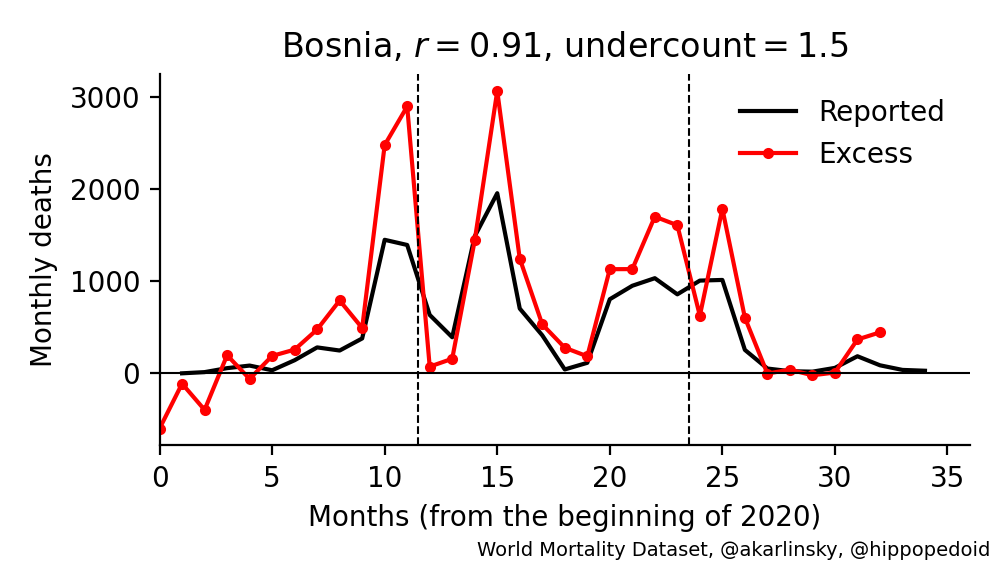 Bosnia, r = 0.91, undercount = 1.5
3000
2000
1000
0
Monthly deaths
Reported
Excess
0 5 10 15 20 25 30 35
Months (from the beginning of 2020)
World Mortality Dataset, @akarlinsky, @hippopedoid